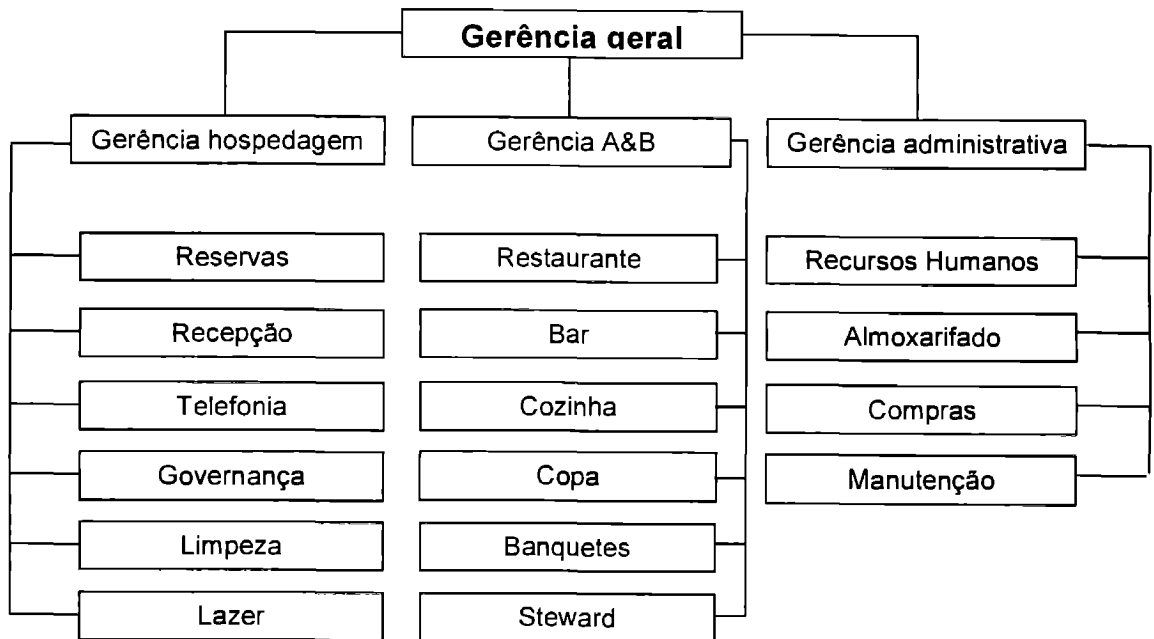 Gerência geral
Gerência hospedagem
Gerência A&B
Gerência administrativa
Reservas
Restaurante
Recursos Humanos
Recepção
Bar
Almoxarifado
Telefonia
Cozinha
Compras
Governança
Copa
Manutenção
Limpeza
Banquetes
Lazer
Steward